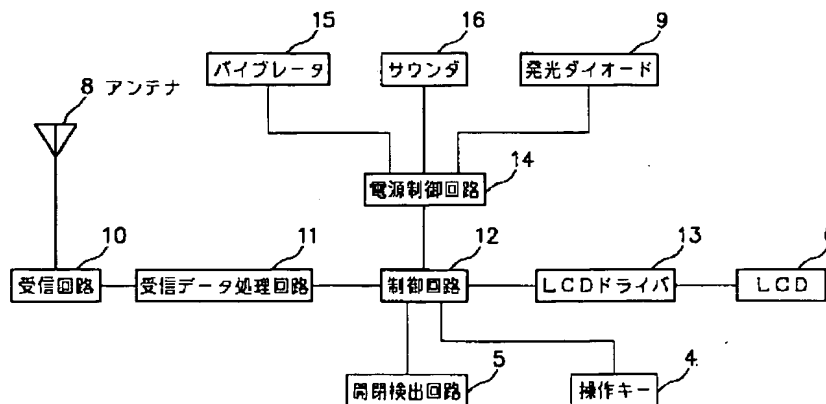 15
16
9
バイブレータ
サウンダ
発光ダイオード
8 アンテナ
電源制御回路
14
10
11
12
13
受信回路
受信データ処理回路
制御回路
LCDドライバ
LCD
開閉検出回路
5
操作キー
4